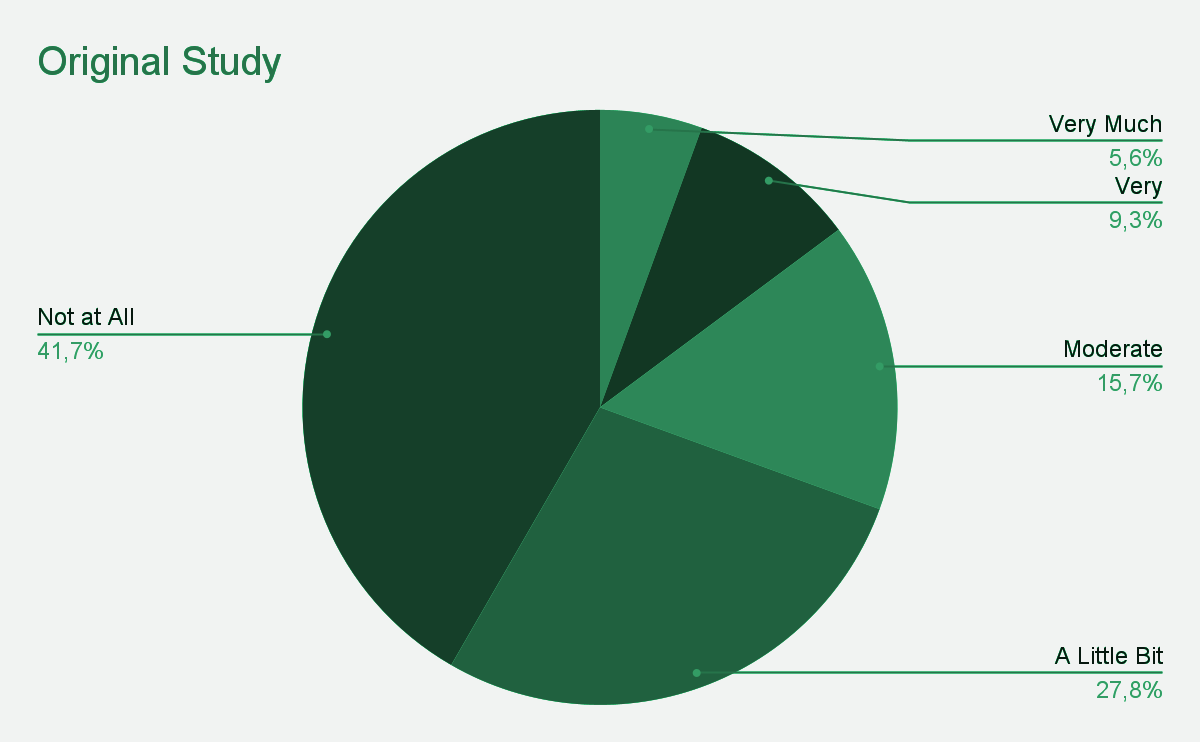 Original Study
Very Much
5,6%
Very
9,3%
Moderate
15,7%
A Little Bit
27,8%
Not at All
41,7%